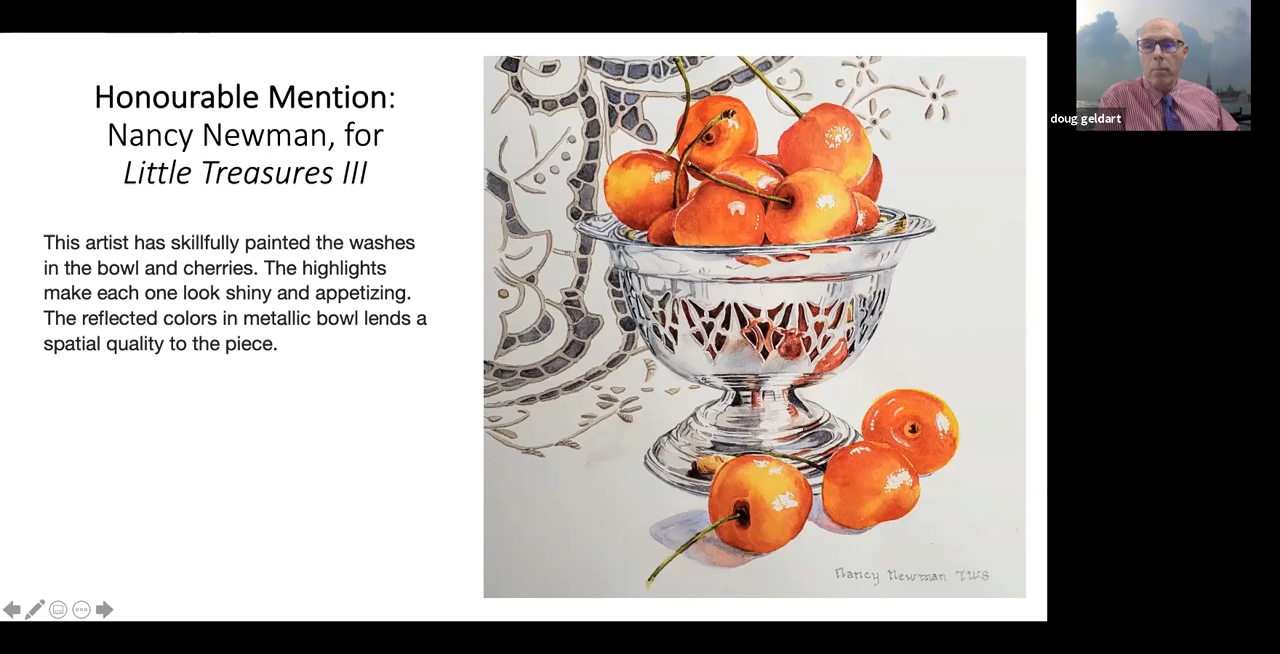 Honourable Mention:
Nancy Newman, for
Little Treasures III
This artist has skillfully painted the washes
in the bowl and cherries. The highlights
make each one look shiny and appetizing.
The reflected colors in metallic bowl lends a
spatial quality to the piece.
Nancy Newman TWS
doug geldart